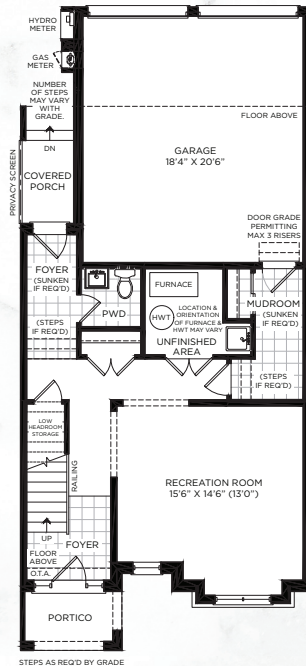 HYDRO
METER
GAS
METER
NUMBER
OF STEPS
MAY VARY
WITH
GRADE.
DN
PRIVACY SCREEN
COVERED
PORCH
FLOOR ABOVE
GARAGE
18'4" X 20'6"
DOOR GRADE
PERMITTING
MAX 3 RISERS
FOYER
(SUNKEN
IF REQ'D)
(STEPS
IF REQ'D)
PWD
FURNACE
HWT
LOCATION &
ORIENTATION
OF FURNACE &
HWT MAY VARY
UNFINISHED
AREA
MUDROOM
(SUNKEN
IF REQ'D)
(STEPS
IF REQ'D)
LOW
HEADROOM
STORAGE
RAILING
RECREATION ROOM
15'6" X 14'6" (13'0")
UP
FLOOR
ABOVE
FOYER
O.T.A.
PORTICO
STEPS AS REQ'D BY GRADE